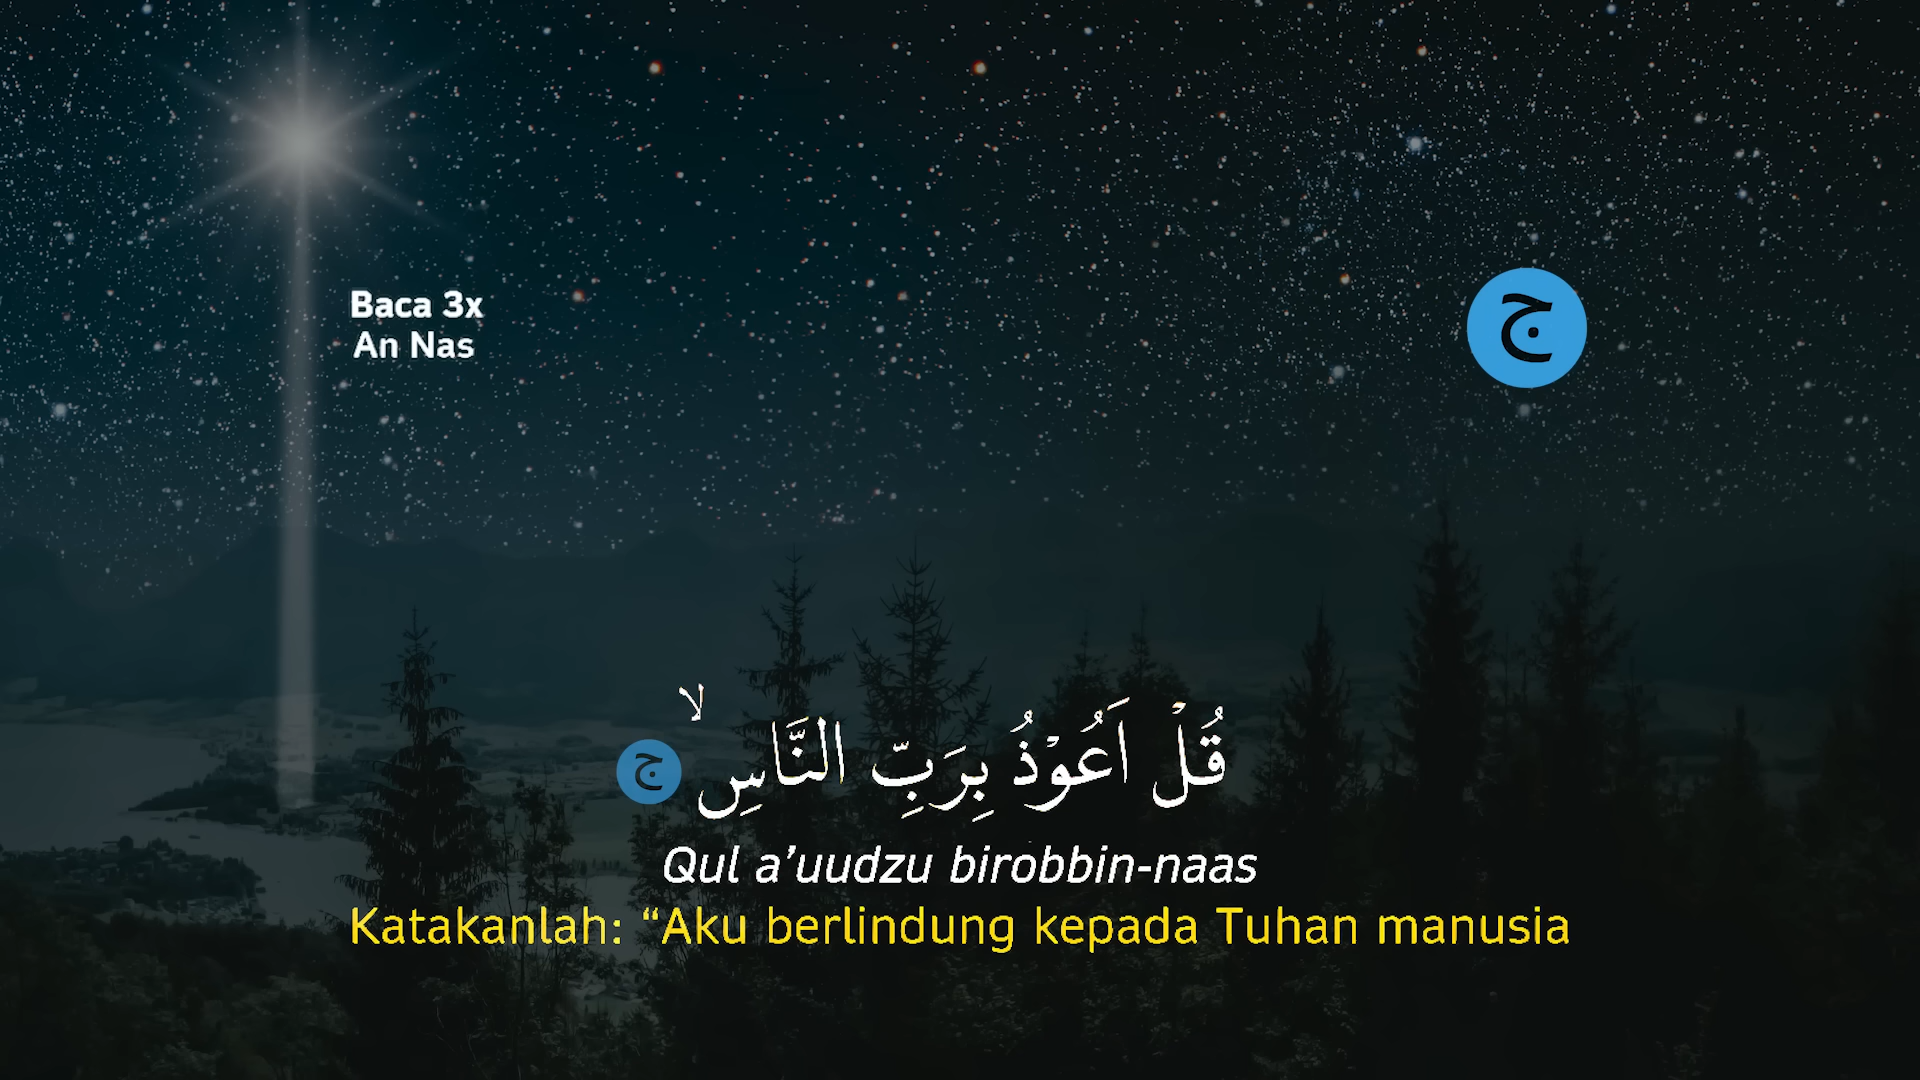 Baca 3x
An Nas
ج
قُلْ اَعُوْذُ بِرَبِّ النَّاسِۙ ج
Qul a’uudzu birobbin-naas
Katakanlah: “Aku berlindung kepada Tuhan manusia